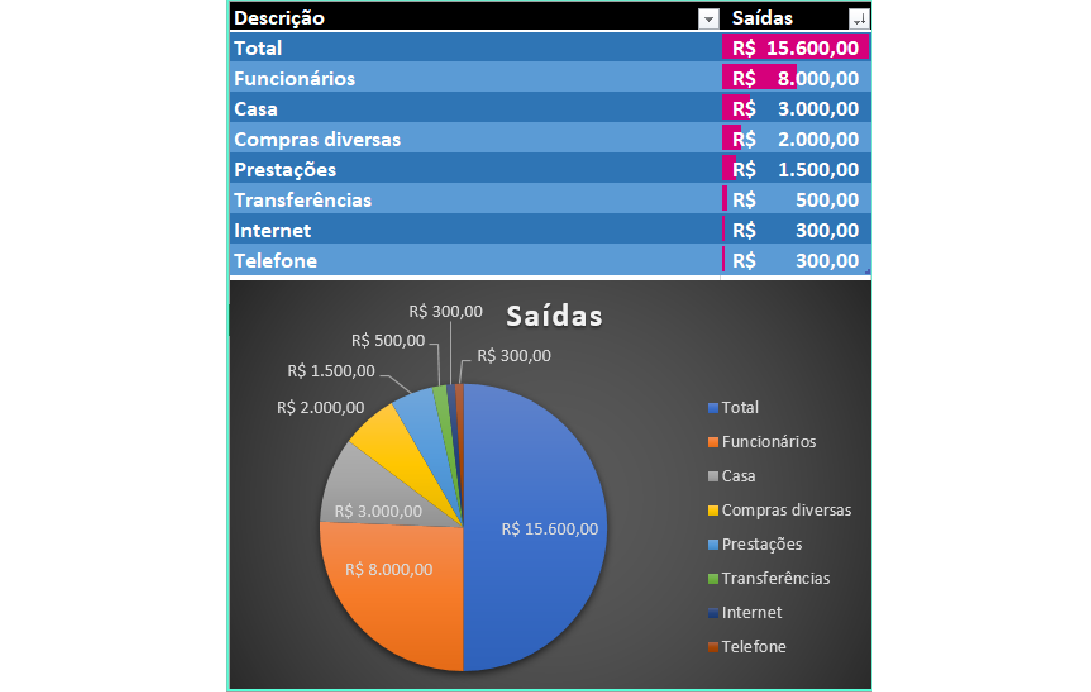 Descrição Saídas
Total R$ 15.600,00
Funcionários R$ 8.000,00
Casa R$ 3.000,00
Compras diversas R$ 2.000,00
Prestações R$ 1.500,00
Transferências R$ 500,00
Internet R$ 300,00
Telefone R$ 300,00
Saídas
R$ 300,00
R$ 500,00
R$ 300,00
R$ 1.500,00
R$ 2.000,00
R$ 3.000,00
R$ 15.600,00
R$ 8.000,00
Total
Funcionários
Casa
Compras diversas
Prestações
Transferências
Internet
Telefone